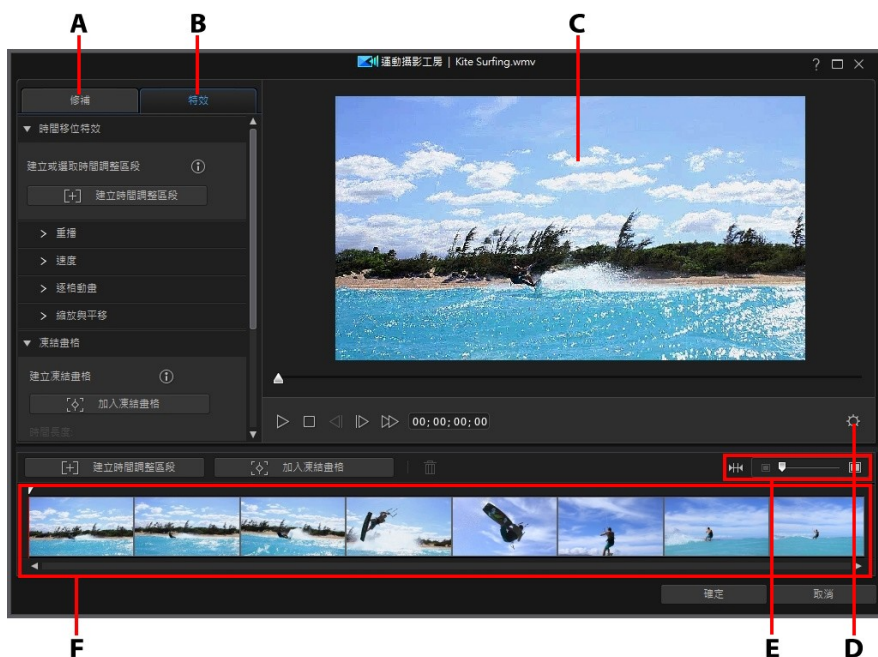 A
B
C
運動攝影工房 | Kite Surfing.wmv
?
修補
特效
時間移位特效
建立或選取時間調整區段
建立時間調整區段
重播
速度
逐格動畫
縮放與平移
凍結畫格
建立凍結畫格
加入凍結畫格
時間長度:
00;00;00;00
建立時間調整區段
加入凍結畫格
確定
取消
F
E
D